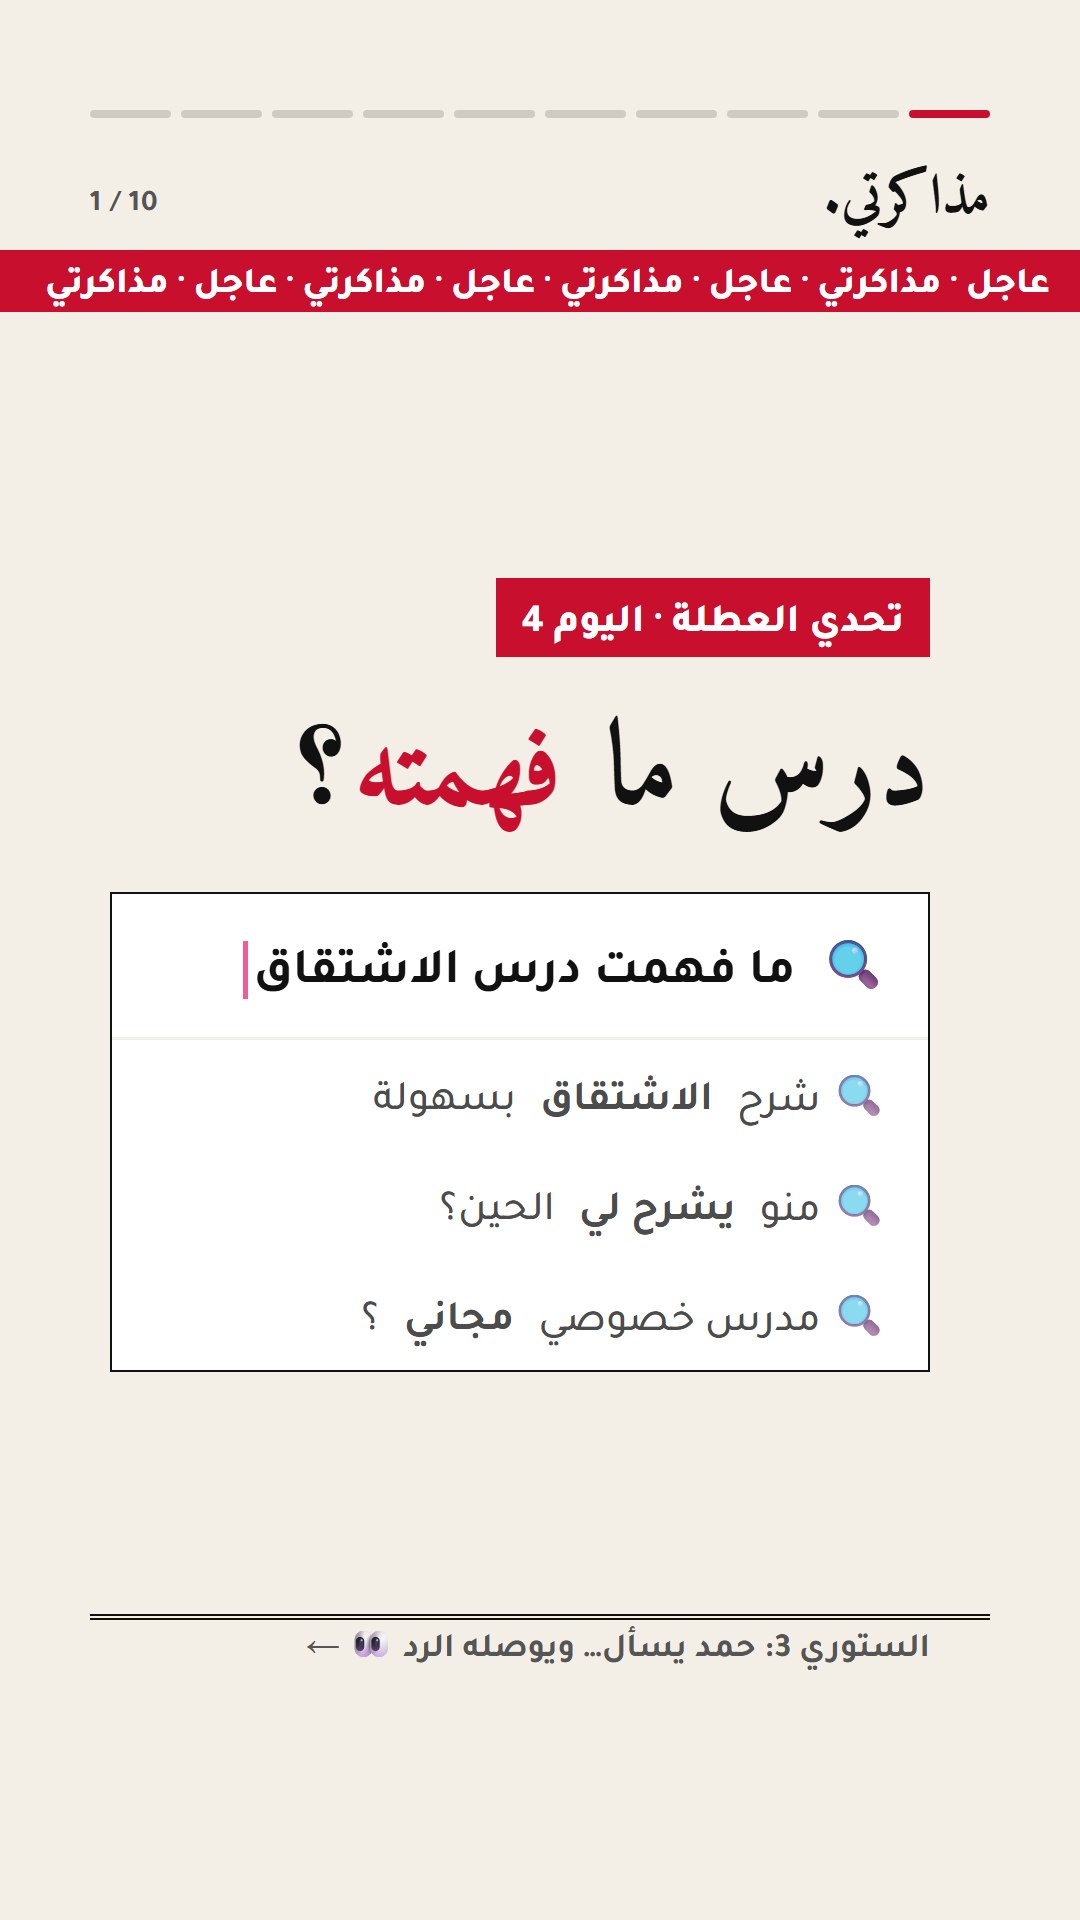 مذاكرتي.
1 / 10
عاجل · مذاكرتي · عاجل · مذاكرتي · عاجل · مذاكرتي · عاجل · مذاكرتي
تحدي العطلة · اليوم 4
درس ما فهمته؟
ما فهمت درس الاشتقاق
شرح الاشتقاق بسهولة
منو يشرح لي الحين؟
مدرس خصوصي مجاني ؟
الستوري 3: حمد يسأل... ويوصله الرد 👀 ←